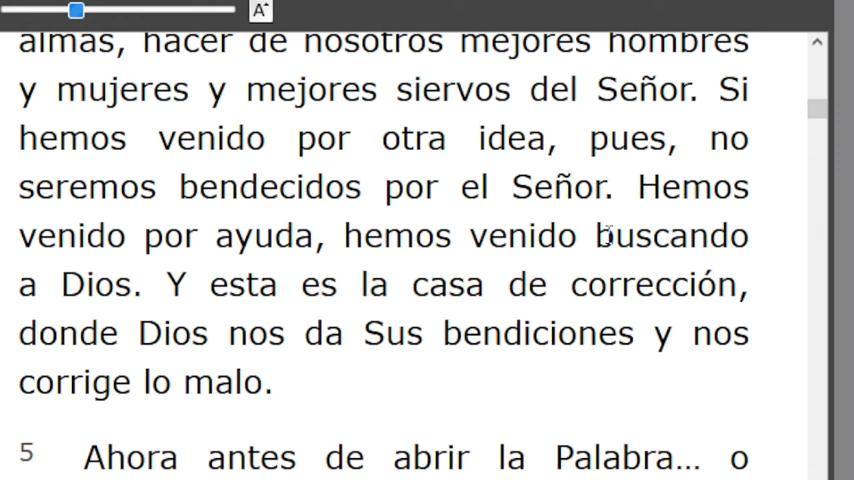 A
almas, hacer de nosotros mejores hombres
y mujeres y mejores siervos del Señor. Si
hemos venido por otra idea, pues, no
seremos bendecidos por el Señor. Hemos
venido por ayuda, hemos venido buscando
a Dios. Y esta es la casa de corrección,
donde Dios nos da Sus bendiciones y nos
corrige lo malo.
5 Ahora antes de abrir la Palabra... o